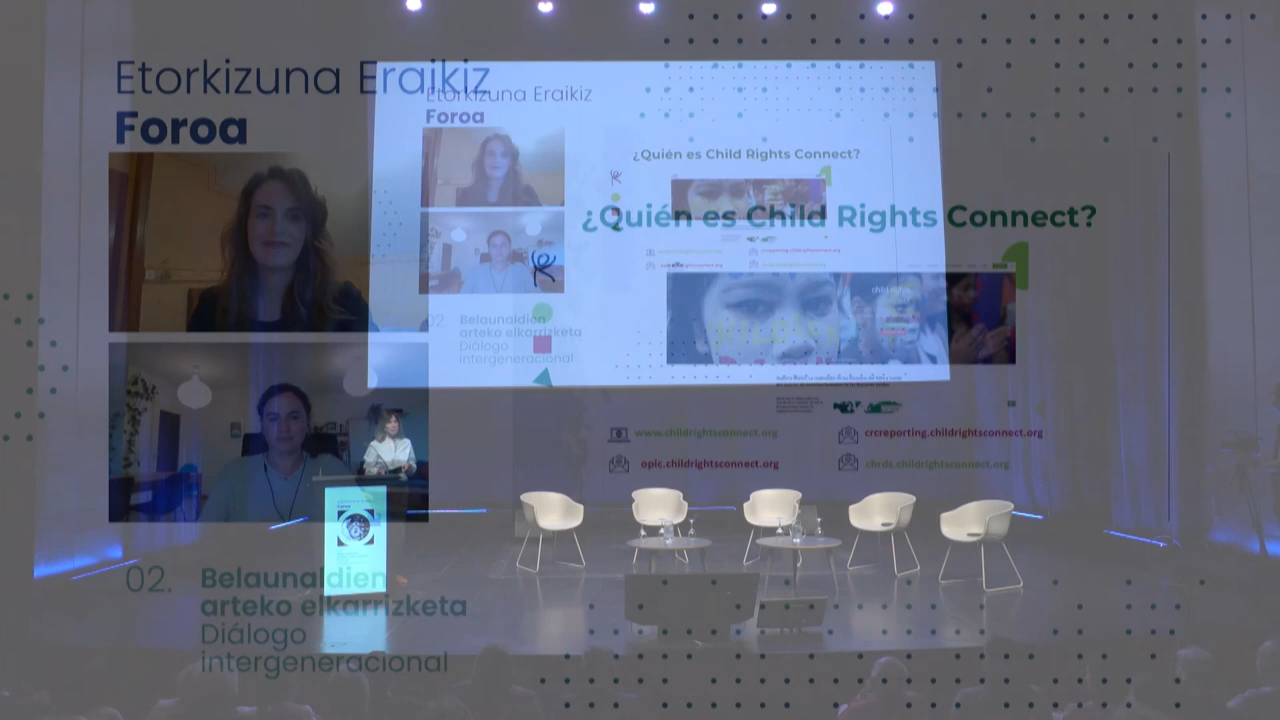 Etorkizuna Eraikiz
Foroa
Etorkizuna Eraikiz
Foroa
¿Quién es Child Rights Connect?
¿Quién es Child Rights Connect?
www.childrightsconnect.org
crcreporting.childrightsconnect.org
opic.childrightsconnect.org
chrds.childrightsconnect.org
02.
Belaunaldien
arteko elkarrizketa
Diálogo
intergeneracional
02.
Belaunaldien
arteko elkarrizketa
Diálogo
intergeneracional